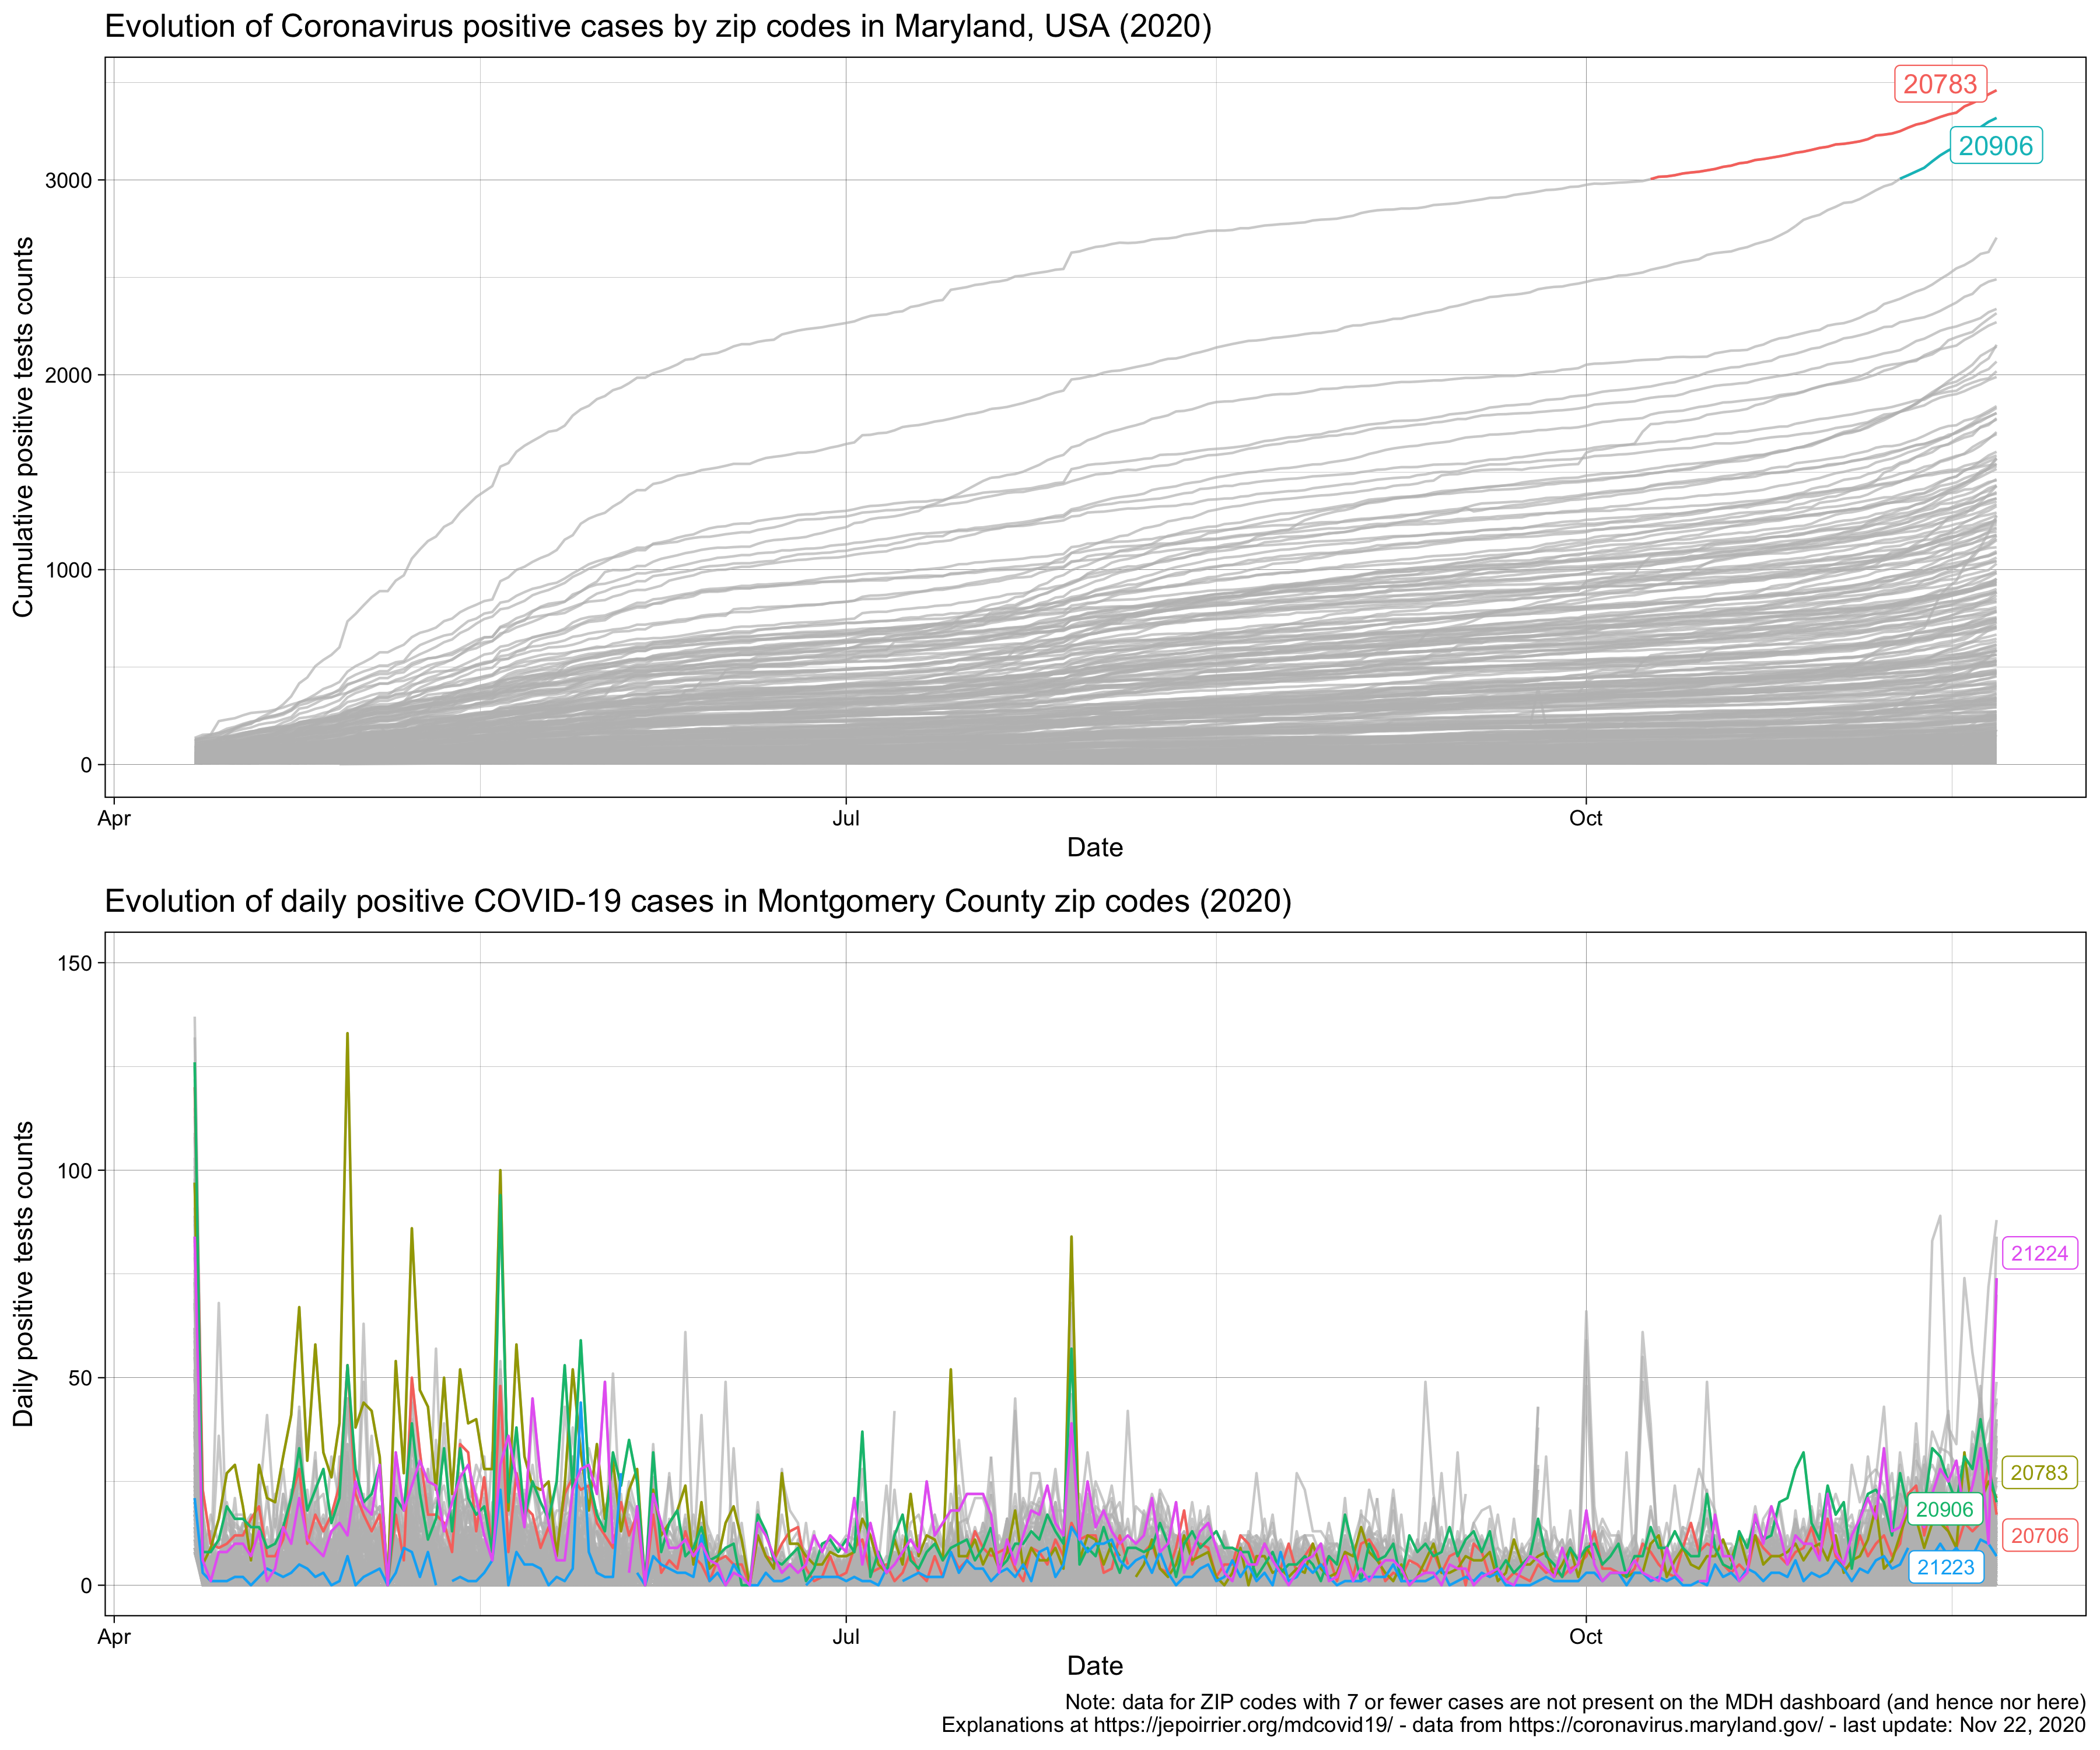 Evolution of Coronavirus positive cases by zip codes in Maryland, USA (2020)
20783
20906
3000
2000
1000
0
Cumulative positive tests counts
Apr
Jul
Oct
Date
Evolution of daily positive COVID-19 cases in Montgomery County zip codes (2020)
150
100
50
0
Daily positive tests counts
21224
20783
20906
20706
21223
Apr
Jul
Oct
Date
Note: data for ZIP codes with 7 or fewer cases are not present on the MDH dashboard (and hence nor here)
Explanations at https://jepoirrier.org/mdcovid19/ - data from https://coronavirus.maryland.gov/ - last update: Nov 22, 2020